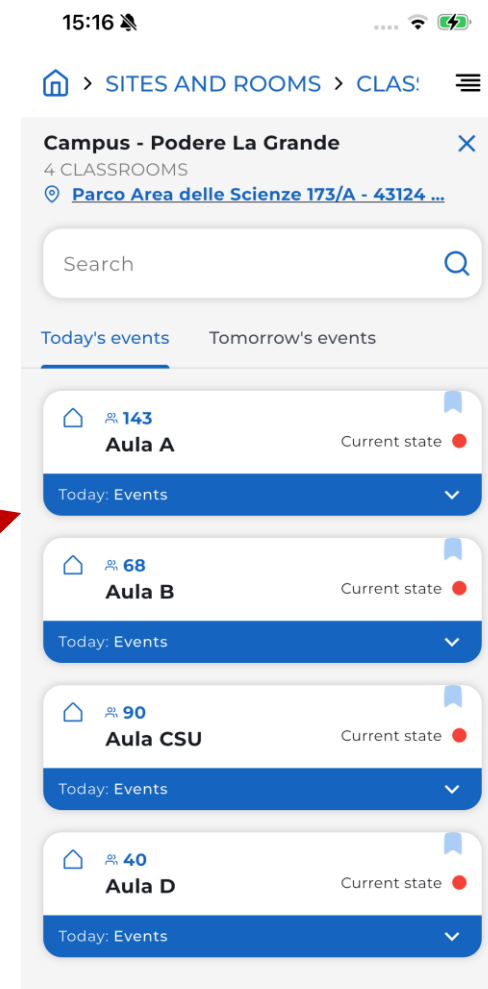 15:16
> SITES AND ROOMS > CLAS
Campus - Podere La Grande
4 CLASSROOMS
Parco Area delle Scienze 173/A - 43124 ...
Search
Today's events Tomorrow's events
143
Aula A Current state
Today: Events
68
Aula B Current state
Today: Events
90
Aula CSU Current state
Today: Events
40
Aula D Current state
Today: Events